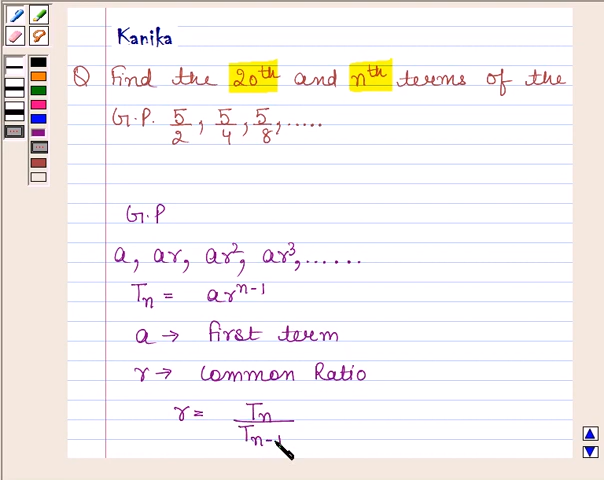 Kanika
Q Find the 20th and nth terms of the
G.P. 5/2, 5/4, 5/8, .....
G.P
a, ar, ar², ar³, ......
Tn = ar^n-1
a → First term
r → Common Ratio
r = Tn/Tn-1